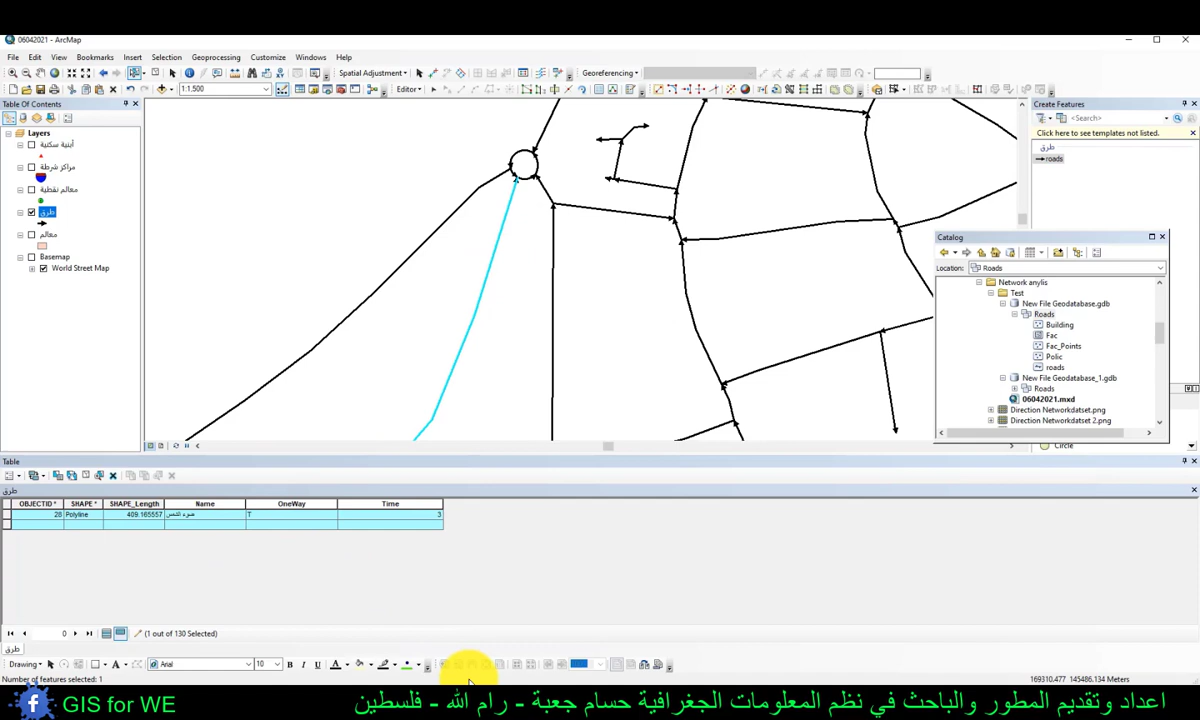 06042021 - ArcMap
File Edit View Bookmarks Insert Selection Geoprocessing Customize Windows Help
Spatial Adjustment Georeferencing
1:1,500 Editor
Table Of Contents
Layers
أبنية سكنية
مراكز شرطة
معالم نقطية
طرق
معالم
Basemap
World Street Map
Create Features
<Search>
Click here to see templates not listed.
طرق
roads
Catalog
Location: Roads
Network anylis
Test
New File Geodatabase.gdb
Roads
Building
Fac
Fac_Points
Polic
roads
New File Geodatabase_1.gdb
Roads
06042021.mxd
Direction Networkdatset.png
Direction Networkdatset 2.png
Circle
Table
طرق
OBJECTID * SHAPE * SHAPE_Length Name OneWay Time
28 Polyline 409.165557 ضوء الشمس T 3
0 (1 out of 130 Selected)
طرق
Drawing Arial 10 B I U A
Number of features selected: 1
169310.477 145486.134 Meters
GIS for WE
اعداد وتقديم المطور والباحث في نظم المعلومات الجغرافية حسام جعبة - رام الله - فلسطين